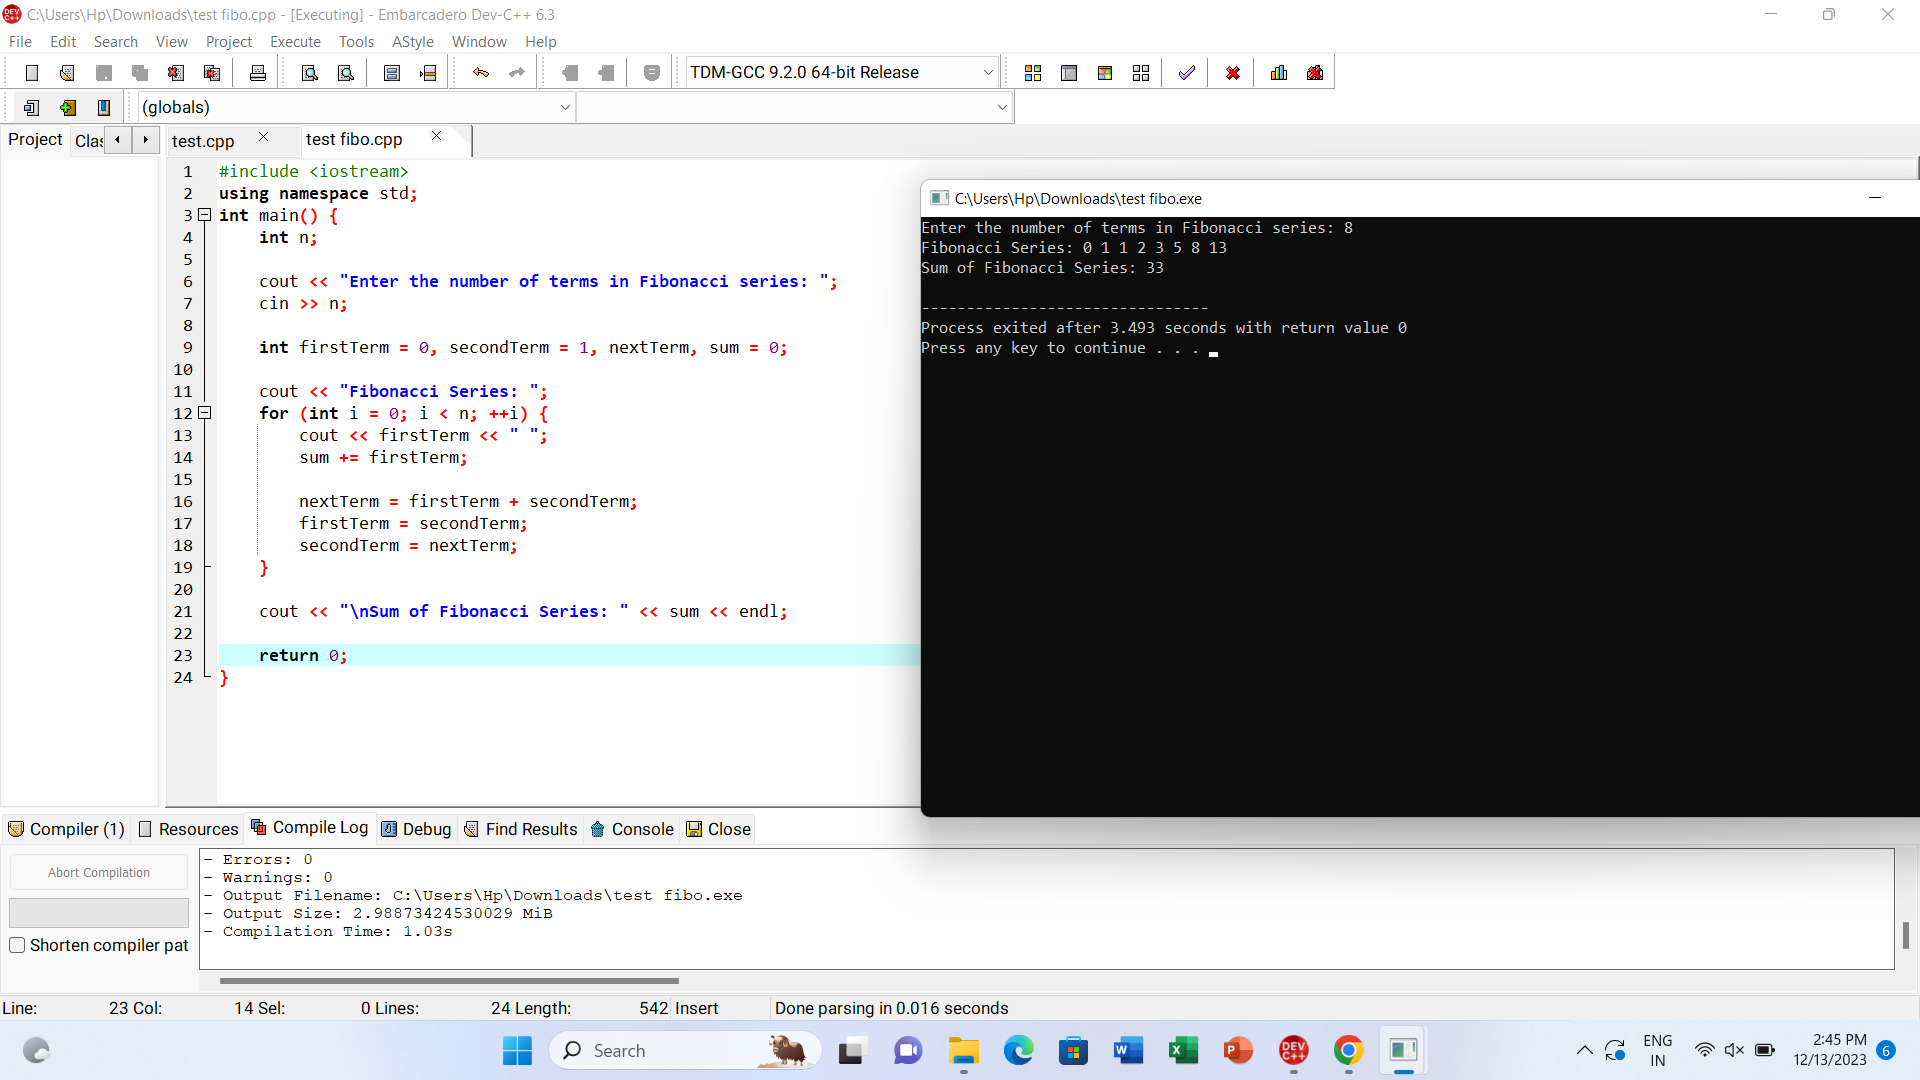 C:\Users\Hp\Downloads\test fibo.cpp - [Executing] - Embarcadero Dev-C++ 6.3
File Edit Search View Project Execute Tools AStyle Window Help
TDM-GCC 9.2.0 64-bit Release
(globals)
Project Clas test.cpp test fibo.cpp
1 #include <iostream>
2 using namespace std;
3 int main() {
4 int n;
5
6 cout << "Enter the number of terms in Fibonacci series: ";
7 cin >> n;
8
9 int firstTerm = 0, secondTerm = 1, nextTerm, sum = 0;
10
11 cout << "Fibonacci Series: ";
12 for (int i = 0; i < n; ++i) {
13 cout << firstTerm << " ";
14 sum += firstTerm;
15
16 nextTerm = firstTerm + secondTerm;
17 firstTerm = secondTerm;
18 secondTerm = nextTerm;
19 }
20
21 cout << "\nSum of Fibonacci Series: " << sum << endl;
22
23 return 0;
24 }
C:\Users\Hp\Downloads\test fibo.exe
Enter the number of terms in Fibonacci series: 8
Fibonacci Series: 0 1 1 2 3 5 8 13
Sum of Fibonacci Series: 33
--------------------------------
Process exited after 3.493 seconds with return value 0
Press any key to continue . . .
Compiler (1) Resources Compile Log Debug Find Results Console Close
Abort Compilation
Shorten compiler pat
- Errors: 0
- Warnings: 0
- Output Filename: C:\Users\Hp\Downloads\test fibo.exe
- Output Size: 2.98873424530029 MiB
- Compilation Time: 1.03s
Line: 23 Col: 14 Sel: 0 Lines: 24 Length: 542 Insert Done parsing in 0.016 seconds
Search
DEV C++
ENG
IN
2:45 PM
12/13/2023
6